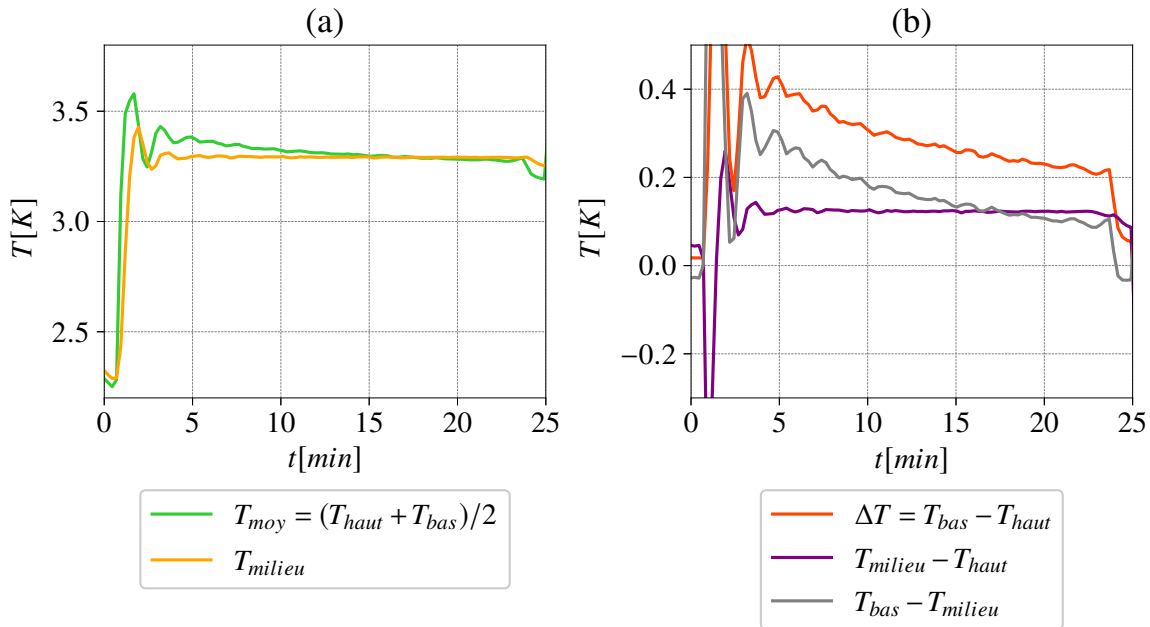 (a)
(b)
T[K]
3.5
3.0
2.5
0 5 10 15 20 25
t[min]
T_moy = (T_haut + T_bas)/2
T_milieu
T[K]
0.4
0.2
0.0
−0.2
0 5 10 15 20 25
t[min]
ΔT = T_bas − T_haut
T_milieu − T_haut
T_bas − T_milieu